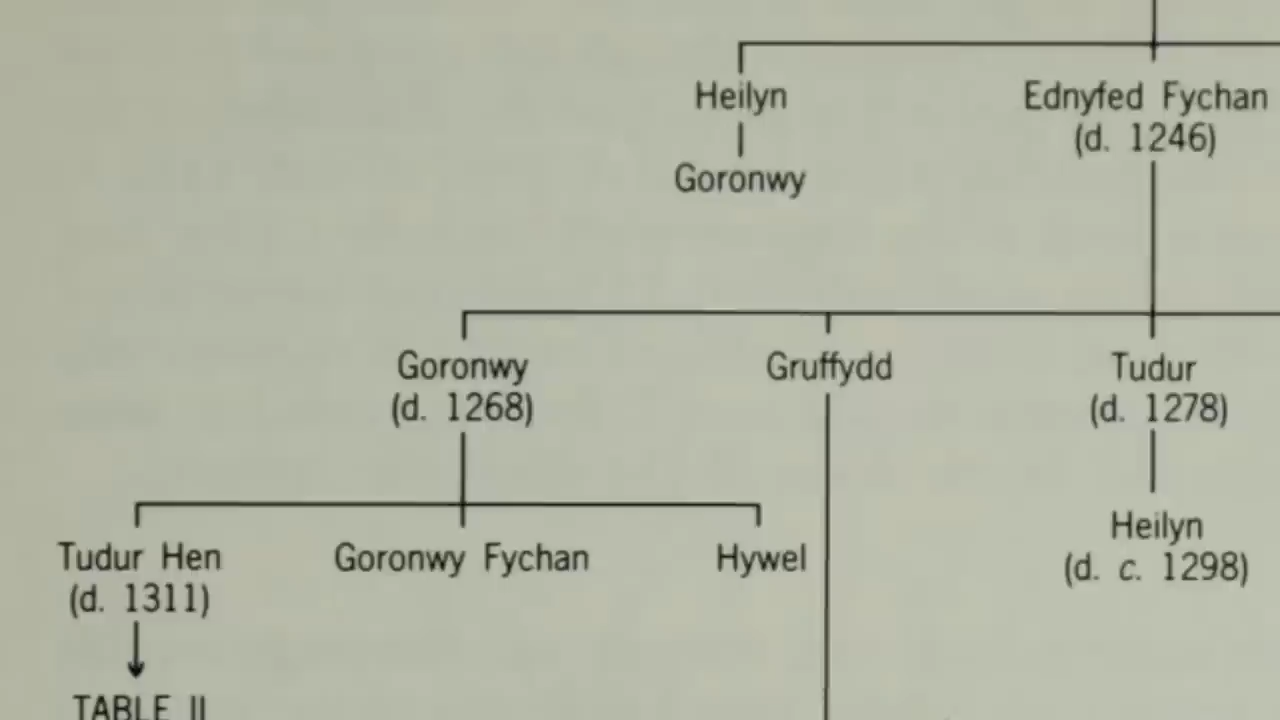 Heilyn
Ednyfed Fychan
(d. 1246)
Goronwy
Goronwy
(d. 1268)
Gruffydd
Tudur
(d. 1278)
Heilyn
(d. c. 1298)
Tudur Hen
(d. 1311)
Goronwy Fychan
Hywel
TABLE II